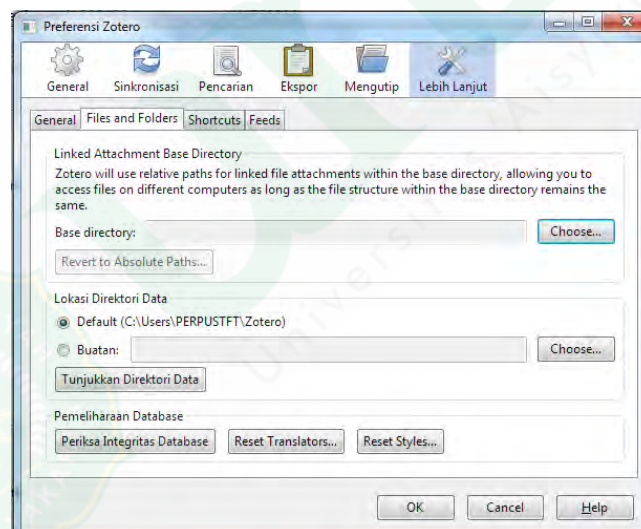 Preferensi Zotero
General Sinkronisasi Pencarian Ekspor Mengutip Lebih Lanjut
General Files and Folders Shortcuts Feeds
Linked Attachment Base Directory
Zotero will use relative paths for linked file attachments within the base directory, allowing you to
access files on different computers as long as the file structure within the base directory remains the
same.
Base directory: Choose...
Revert to Absolute Paths...
Lokasi Direktori Data
Default (C:\Users\PERPUSTFT\Zotero)
Buatan: Choose...
Tunjukkan Direktori Data
Pemeliharaan Database
Periksa Integritas Database Reset Translators... Reset Styles...
OK Cancel Help